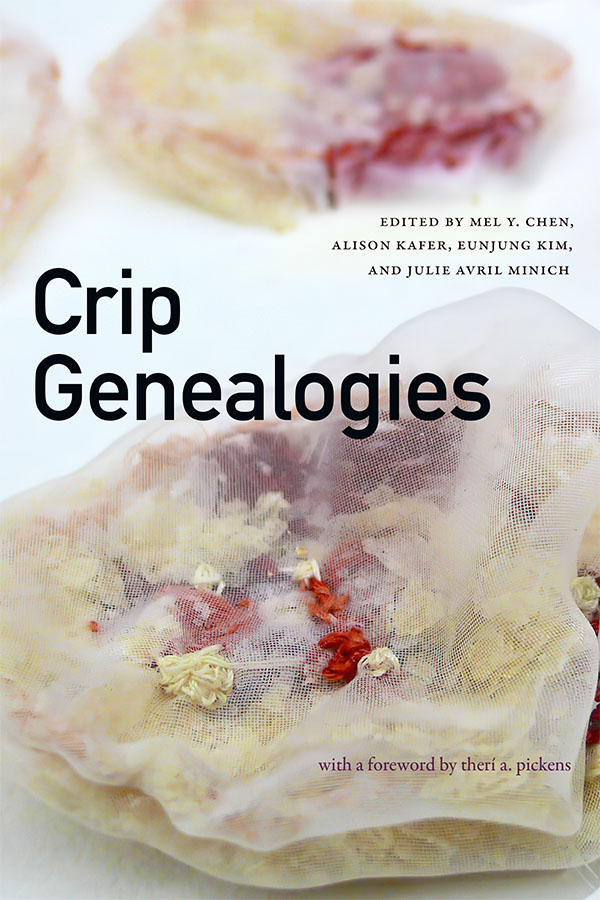 EDITED BY MEL Y. CHEN,
ALISON KAFER, EUNJUNG KIM,
AND JULIE AVRIL MINICH
Crip
Genealogies
with a foreword by therí a. pickens